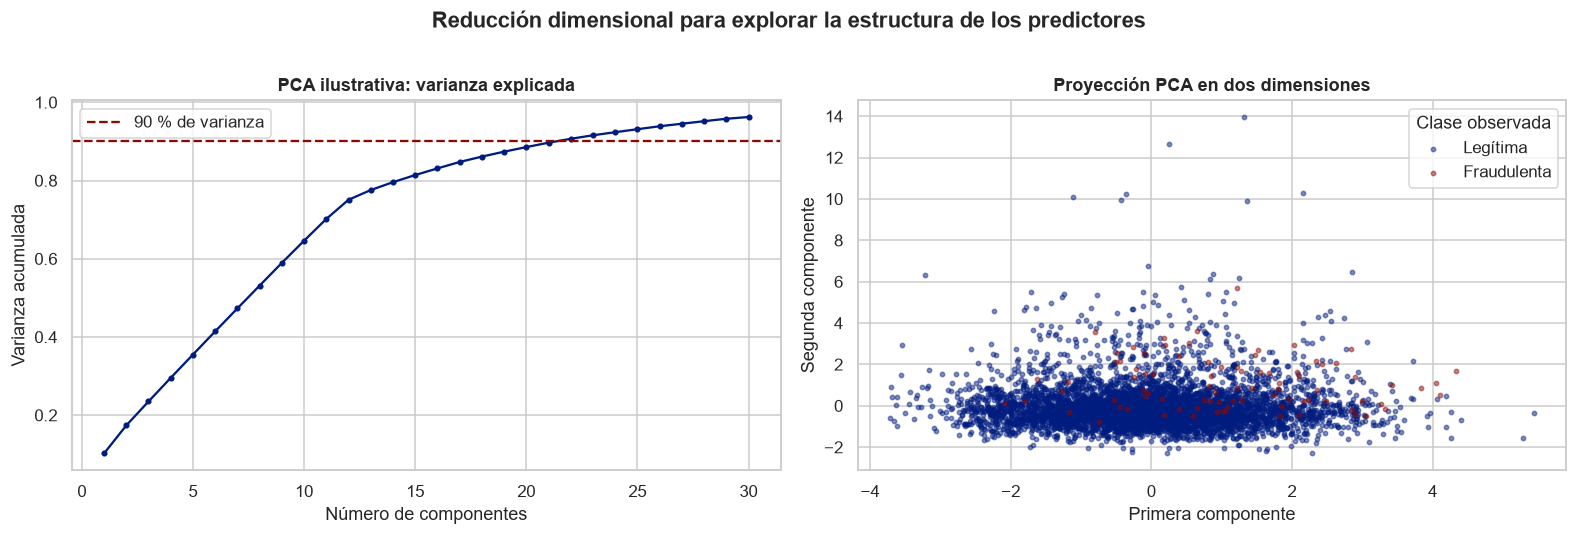 Reducción dimensional para explorar la estructura de los predictores
PCA ilustrativa: varianza explicada
1.0
0.8
0.6
0.4
0.2
Varianza acumulada
90 % de varianza
0
5
10
15
20
25
30
Número de componentes
Proyección PCA en dos dimensiones
14
12
10
8
6
4
2
0
−2
Segunda componente
Clase observada
Legítima
Fraudulenta
−4
−2
0
2
4
Primera componente